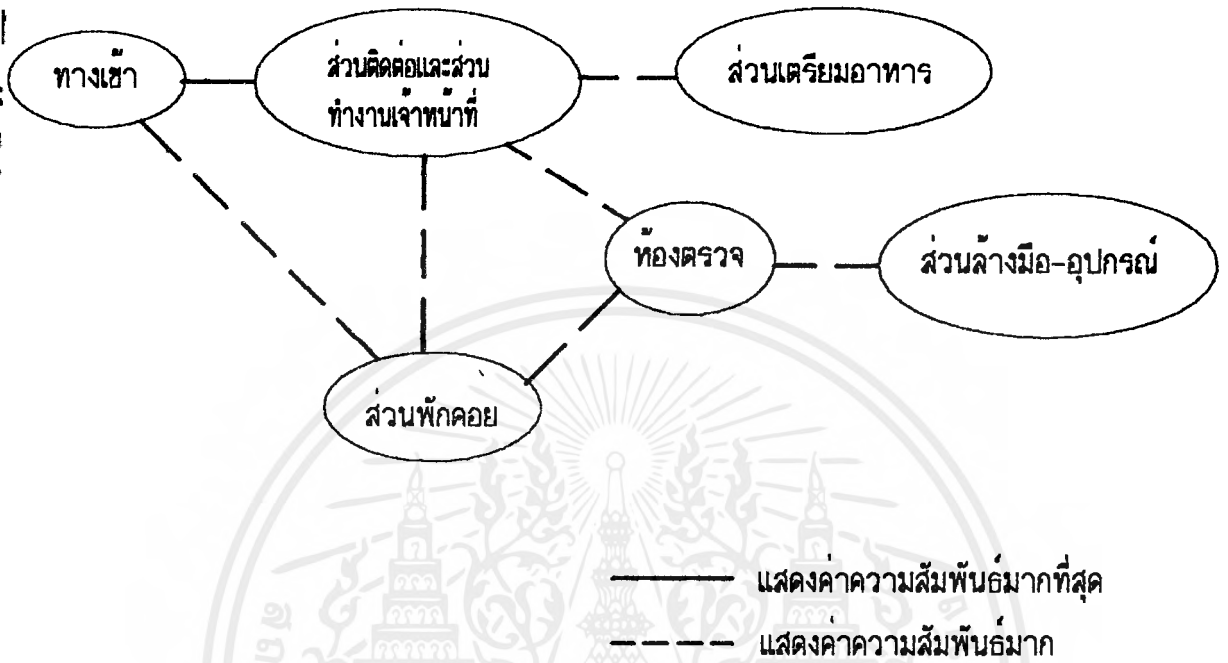 ทางเข้า
ส่วนติดต่อและส่วน
ทำงานเจ้าหน้าที่
ส่วนเตรียมอาหาร
ห้องตรวจ
ส่วนล้างมือ-อุปกรณ์
ส่วนพักคอย
แสดงค่าความสัมพันธ์มากที่สุด
แสดงค่าความสัมพันธ์มาก